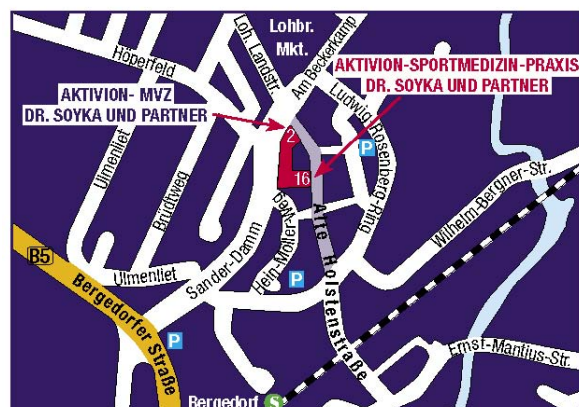 Lohbr.
Mkt.
Loh. Landstr.
Höperfeld
Am Beckerkamp
AKTIVION-SPORTMEDIZIN-PRAXIS
DR. SOYKA UND PARTNER
AKTIVION- MVZ
DR. SOYKA UND PARTNER
Ludwig-Rosenberg-Ring
2
P
16
Ulmenliet
Brüdtweg
Wilhelm-Bergner-Str.
Alte Holstenstraße
Hein-Möller-Weg
Sander-Damm
B5
Ulmenliet
P
Bergedorfer Straße
P
Ernst-Mantius-Str.
Bergedorf S